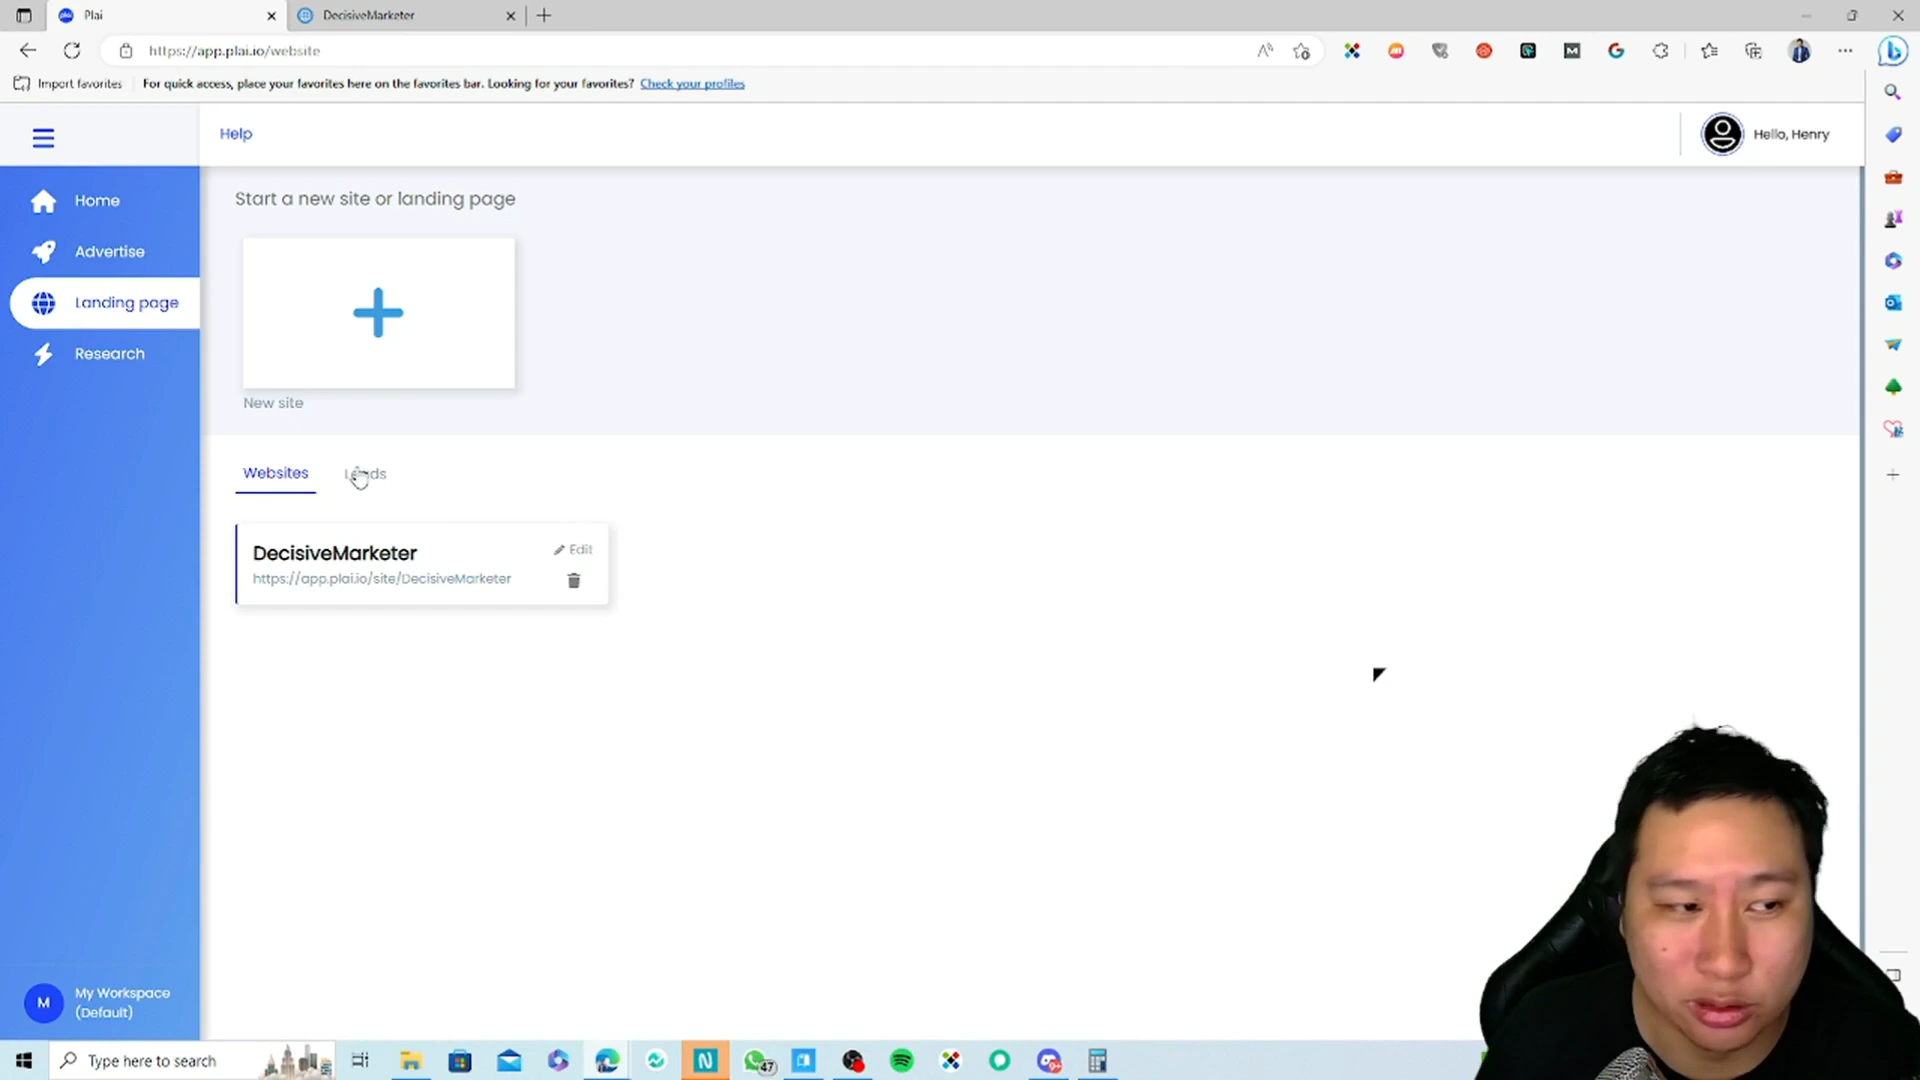 Plai
DecisiveMarketer
https://app.plai.io/website
Import favorites
For quick access, place your favorites here on the favorites bar. Looking for your favorites? Check your profiles
Help
Hello, Henry
Home
Advertise
Landing page
Research
Start a new site or landing page
New site
Websites
Leads
DecisiveMarketer
Edit
https://app.plai.io/site/DecisiveMarketer
M
My Workspace
(Default)
Type here to search
47